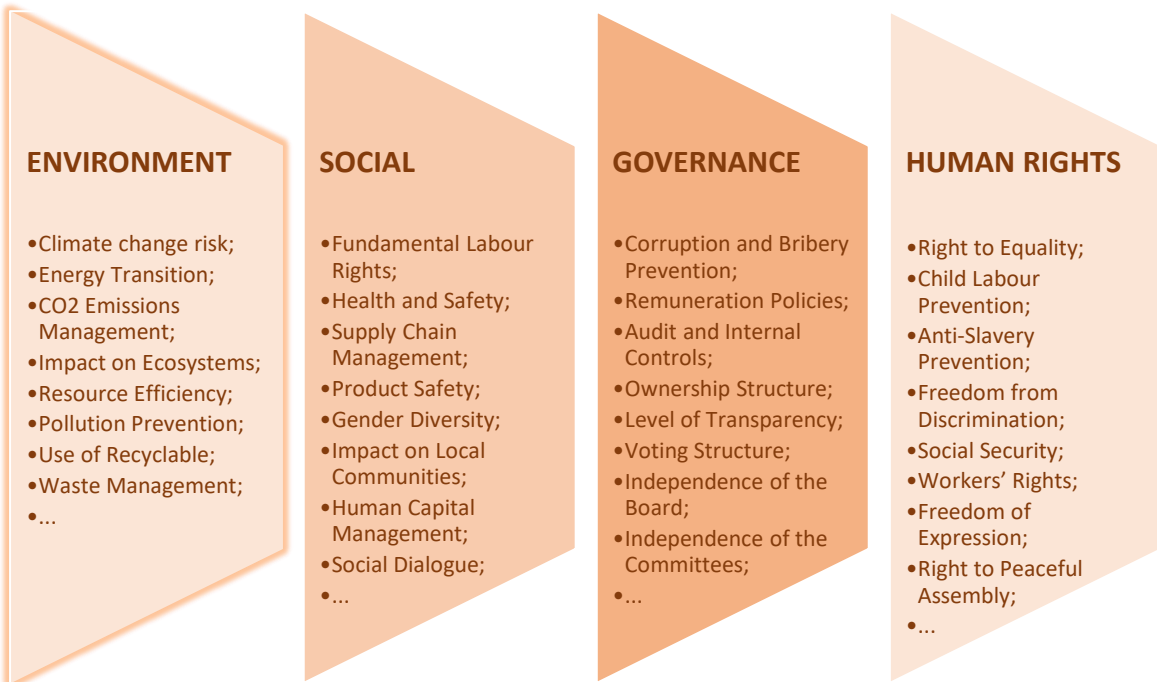 ENVIRONMENT
•Climate change risk;
•Energy Transition;
•CO2 Emissions
Management;
•Impact on Ecosystems;
•Resource Efficiency;
•Pollution Prevention;
•Use of Recyclable;
•Waste Management;
•...
SOCIAL
•Fundamental Labour
Rights;
•Health and Safety;
•Supply Chain
Management;
•Product Safety;
•Gender Diversity;
•Impact on Local
Communities;
•Human Capital
Management;
•Social Dialogue;
•...
GOVERNANCE
•Corruption and Bribery
Prevention;
•Remuneration Policies;
•Audit and Internal
Controls;
•Ownership Structure;
•Level of Transparency;
•Voting Structure;
•Independence of the
Board;
•Independence of the
Committees;
•...
HUMAN RIGHTS
•Right to Equality;
•Child Labour
Prevention;
•Anti-Slavery
Prevention;
•Freedom from
Discrimination;
•Social Security;
•Workers’ Rights;
•Freedom of
Expression;
•Right to Peaceful
Assembly;
•...